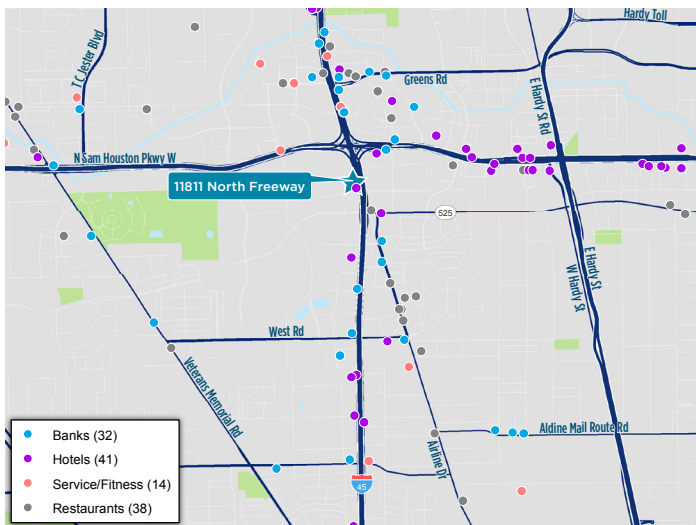 Hardy Toll
T C Jester Blvd
Greens Rd
E Hardy St Rd
N Sam Houston Pkwy W
11811 North Freeway
525
E Hardy St
W Hardy St
West Rd
Veterans Memorial Rd
Aldine Mail Route Rd
Airline Dr
45
Banks (32)
Hotels (41)
Service/Fitness (14)
Restaurants (38)